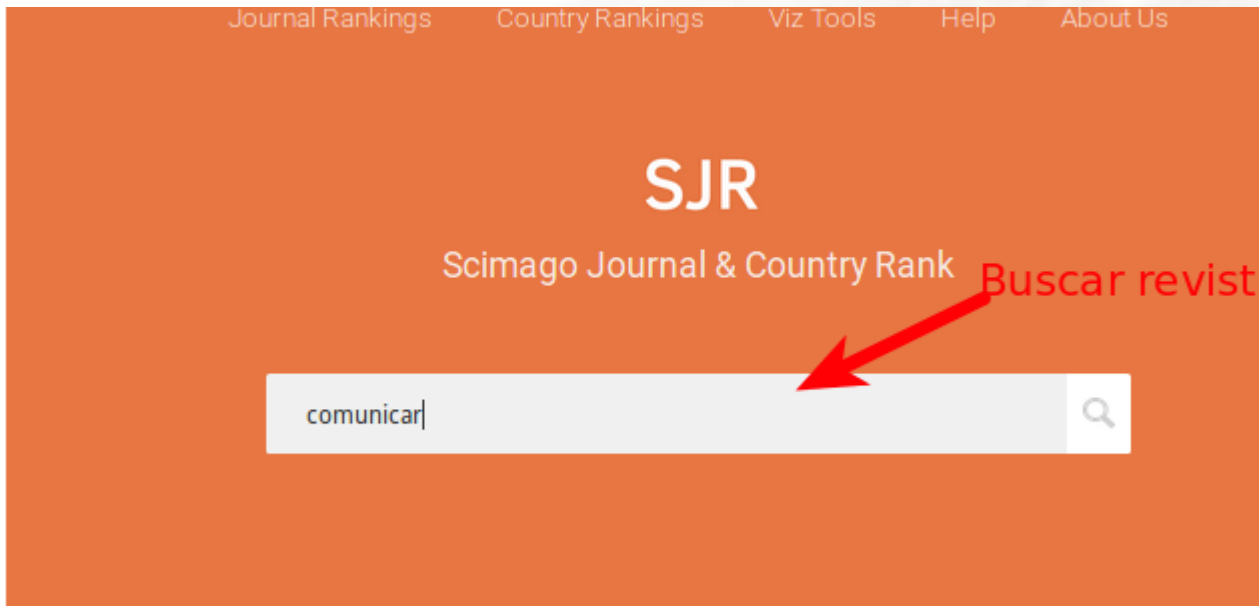 Journal Rankings Country Rankings Viz Tools Help About Us
SJR
Scimago Journal & Country Rank
Buscar revist
comunicar